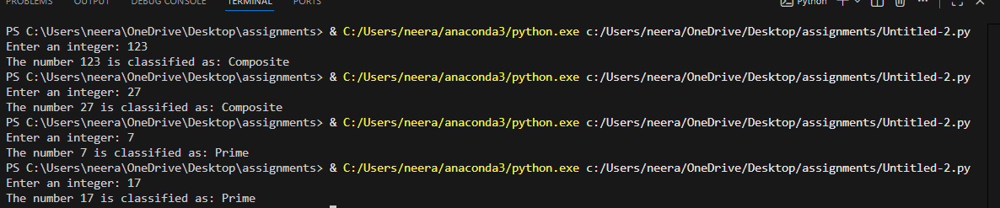 PROBLEMS OUTPUT DEBUG CONSOLE TERMINAL PORTS Python
PS C:\Users\neera\OneDrive\Desktop\assignments> & C:/Users/neera/anaconda3/python.exe c:/Users/neera/OneDrive/Desktop/assignments/Untitled-2.py
Enter an integer: 123
The number 123 is classified as: Composite
PS C:\Users\neera\OneDrive\Desktop\assignments> & C:/Users/neera/anaconda3/python.exe c:/Users/neera/OneDrive/Desktop/assignments/Untitled-2.py
Enter an integer: 27
The number 27 is classified as: Composite
PS C:\Users\neera\OneDrive\Desktop\assignments> & C:/Users/neera/anaconda3/python.exe c:/Users/neera/OneDrive/Desktop/assignments/Untitled-2.py
Enter an integer: 7
The number 7 is classified as: Prime
PS C:\Users\neera\OneDrive\Desktop\assignments> & C:/Users/neera/anaconda3/python.exe c:/Users/neera/OneDrive/Desktop/assignments/Untitled-2.py
Enter an integer: 17
The number 17 is classified as: Prime